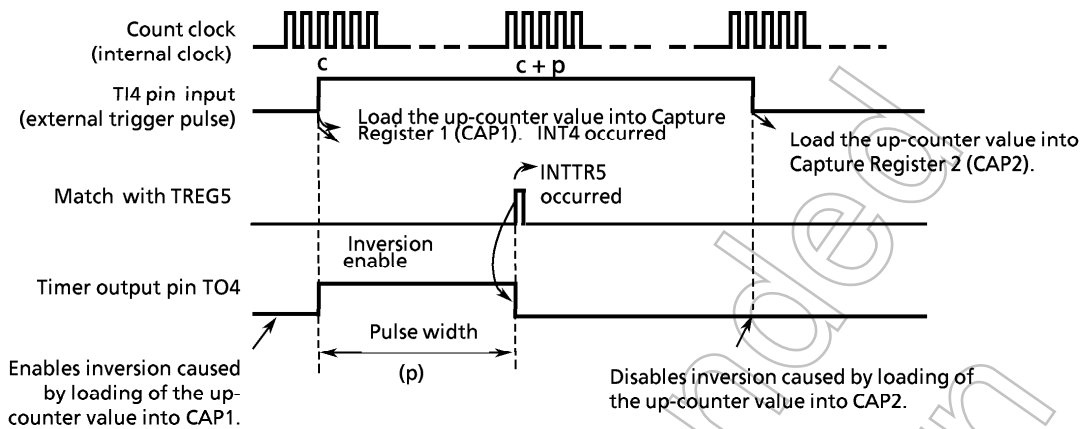 Count clock
(internal clock)
c
c + p
TI4 pin input
(external trigger pulse)
Load the up-counter value into Capture
Register 1 (CAP1). INT4 occurred
Load the up-counter value into
Capture Register 2 (CAP2).
INTTR5
occurred
Match with TREG5
Inversion
enable
Timer output pin TO4
Pulse width
(p)
Enables inversion caused
by loading of the up-
counter value into CAP1.
Disables inversion caused by loading of
the up-counter value into CAP2.
nded